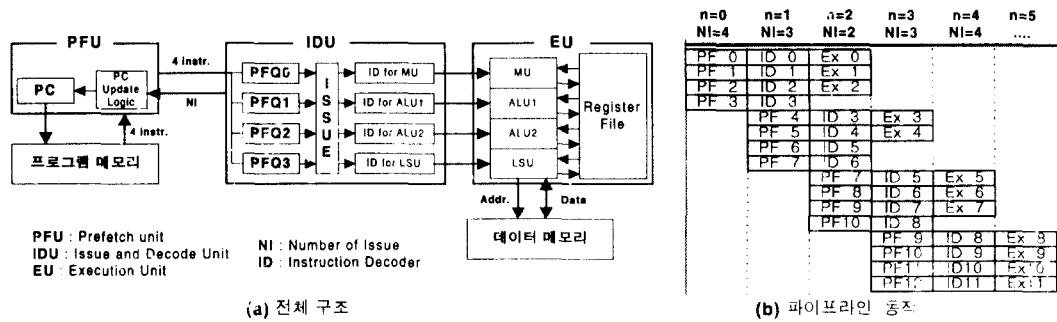 PFU
IDU
EU
PC
PC Update Logic
4 instr.
NI
4 instr.
프로그램 메모리
PFQ0
PFQ1
PFQ2
PFQ3
ISSUE
ID for MU
ID for ALU1
ID for ALU2
ID for LSU
MU
ALU1
ALU2
LSU
Register File
Addr.
Data
데이터 메모리
PFU : Prefetch unit
IDU : Issue and Decode Unit
EU : Execution Unit
NI : Number of Issue
ID : Instruction Decoder
(a) 전체 구조
n=0 n=1 n=2 n=3 n=4 n=5
NI=4 NI=3 NI=2 NI=3 NI=4 ....
PF 0 ID 0 Ex 0
PF 1 ID 1 Ex 1
PF 2 ID 2 Ex 2
PF 3 ID 3
PF 4 ID 3 Ex 3
PF 5 ID 4 Ex 4
PF 6 ID 5
PF 7 ID 6
PF 7 ID 5 Ex 5
PF 8 ID 6 Ex 6
PF 9 ID 7 Ex 7
PF10 ID 8
PF 9 ID 8 Ex 8
PF10 ID 9 Ex 9
PF11 ID10 Ex10
PF12 ID11 Ex11
(b) 파이프라인 동작